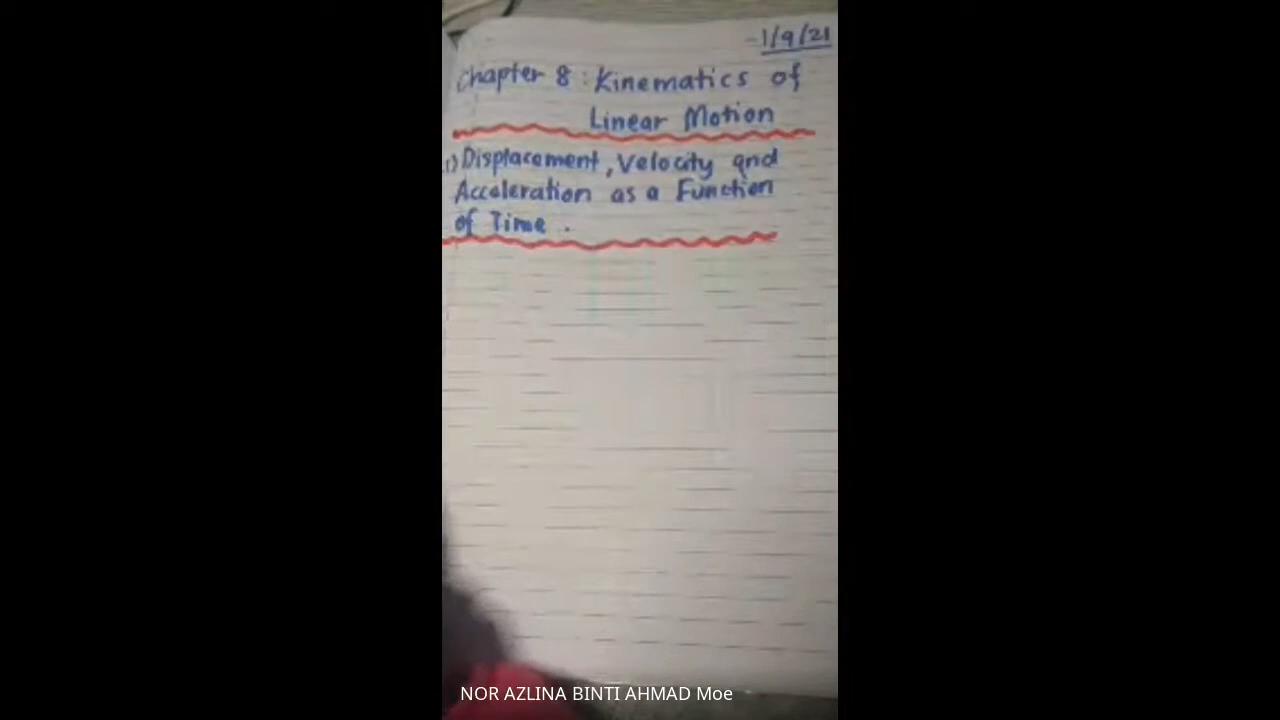 1/9/21
Chapter 8: Kinematics of
Linear Motion
1) Displacement, Velocity and
Acceleration as a Function
of Time.
NOR AZLINA BINTI AHMAD Moe